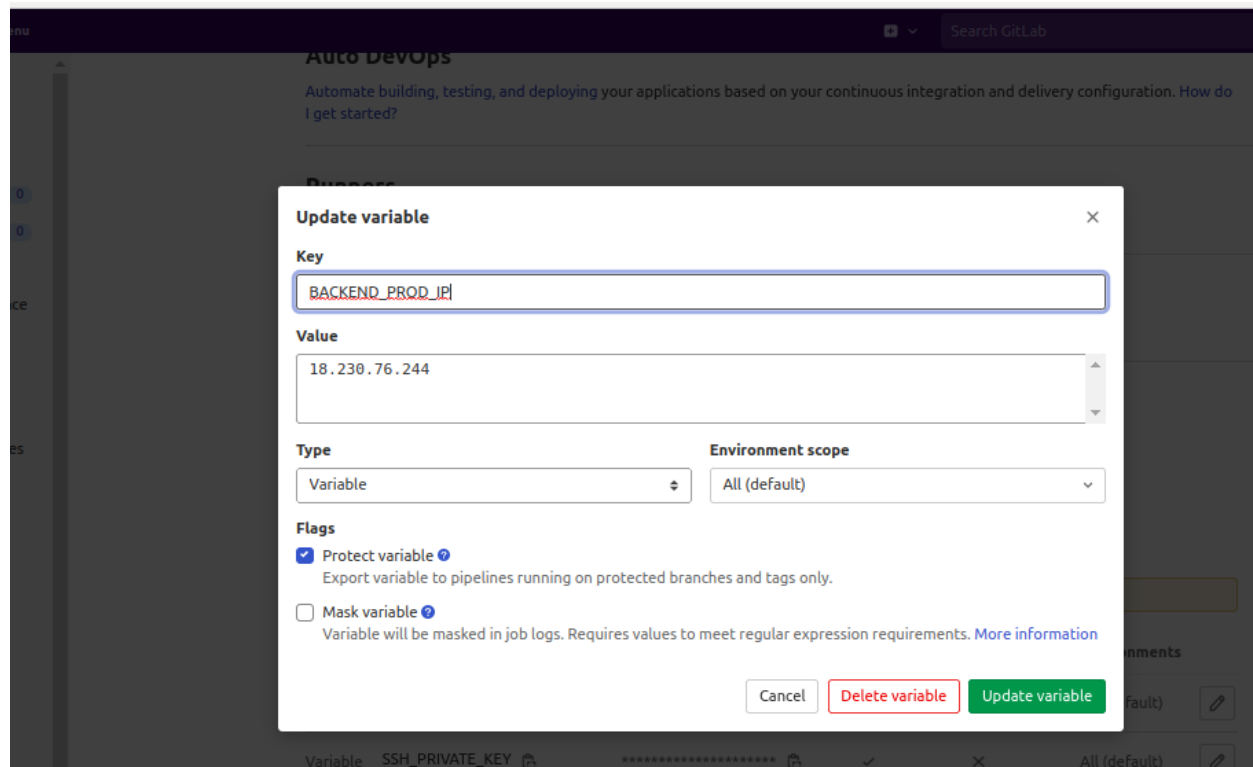 enu
Search GitLab
Auto DevOps
Automate building, testing, and deploying your applications based on your continuous integration and delivery configuration. How do
I get started?
0
Runners
0
Update variable
Key
BACKEND_PROD_IP
ce
Value
18.230.76.244
es
Type
Environment scope
Variable
All (default)
Flags
Protect variable
Export variable to pipelines running on protected branches and tags only.
Mask variable
Variable will be masked in job logs. Requires values to meet regular expression requirements. More information
onments
Cancel
Delete variable
Update variable
fault)
Variable SSH_PRIVATE_KEY ******************** All (default)